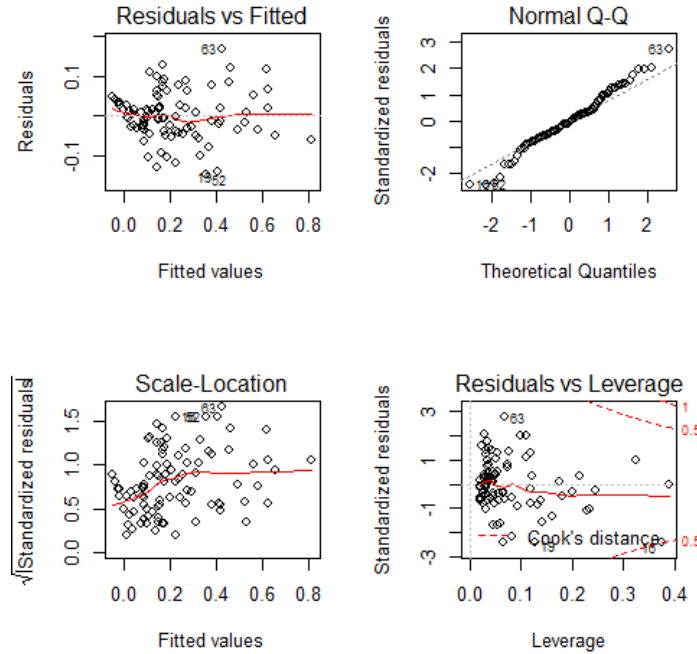 Residuals vs Fitted
Residuals
0.1
-0.1
63
52
0.0 0.2 0.4 0.6 0.8
Fitted values
Normal Q-Q
Standardized residuals
3
2
1
0
-2
63
-2 -1 0 1 2
Theoretical Quantiles
Scale-Location
√|Standardized residuals
1.5
1.0
0.5
0.0
63
0.0 0.2 0.4 0.6 0.8
Fitted values
Residuals vs Leverage
Standardized residuals
3
1
-1
-3
63
1
0.5
Cook's distance
19
16
0.5
0.0 0.1 0.2 0.3 0.4
Leverage